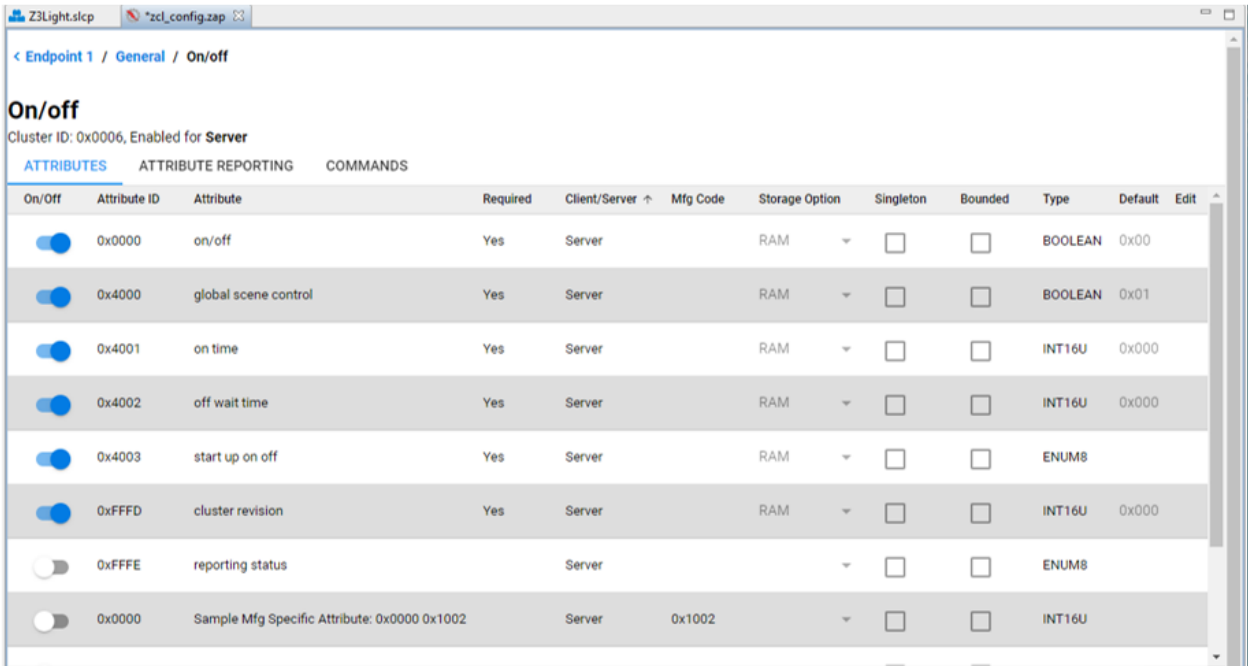 Z3Light.slcp *zcl_config.zap
< Endpoint 1 / General / On/off
On/off
Cluster ID: 0x0006, Enabled for Server
ATTRIBUTES ATTRIBUTE REPORTING COMMANDS
On/Off Attribute ID Attribute Required Client/Server ↑ Mfg Code Storage Option Singleton Bounded Type Default Edit
0x0000 on/off Yes Server RAM BOOLEAN 0x00
0x4000 global scene control Yes Server RAM BOOLEAN 0x01
0x4001 on time Yes Server RAM INT16U 0x000
0x4002 off wait time Yes Server RAM INT16U 0x000
0x4003 start up on off Yes Server RAM ENUM8
0xFFFD cluster revision Yes Server RAM INT16U 0x000
0xFFFE reporting status Server ENUM8
0x0000 Sample Mfg Specific Attribute: 0x0000 0x1002 Server 0x1002 INT16U